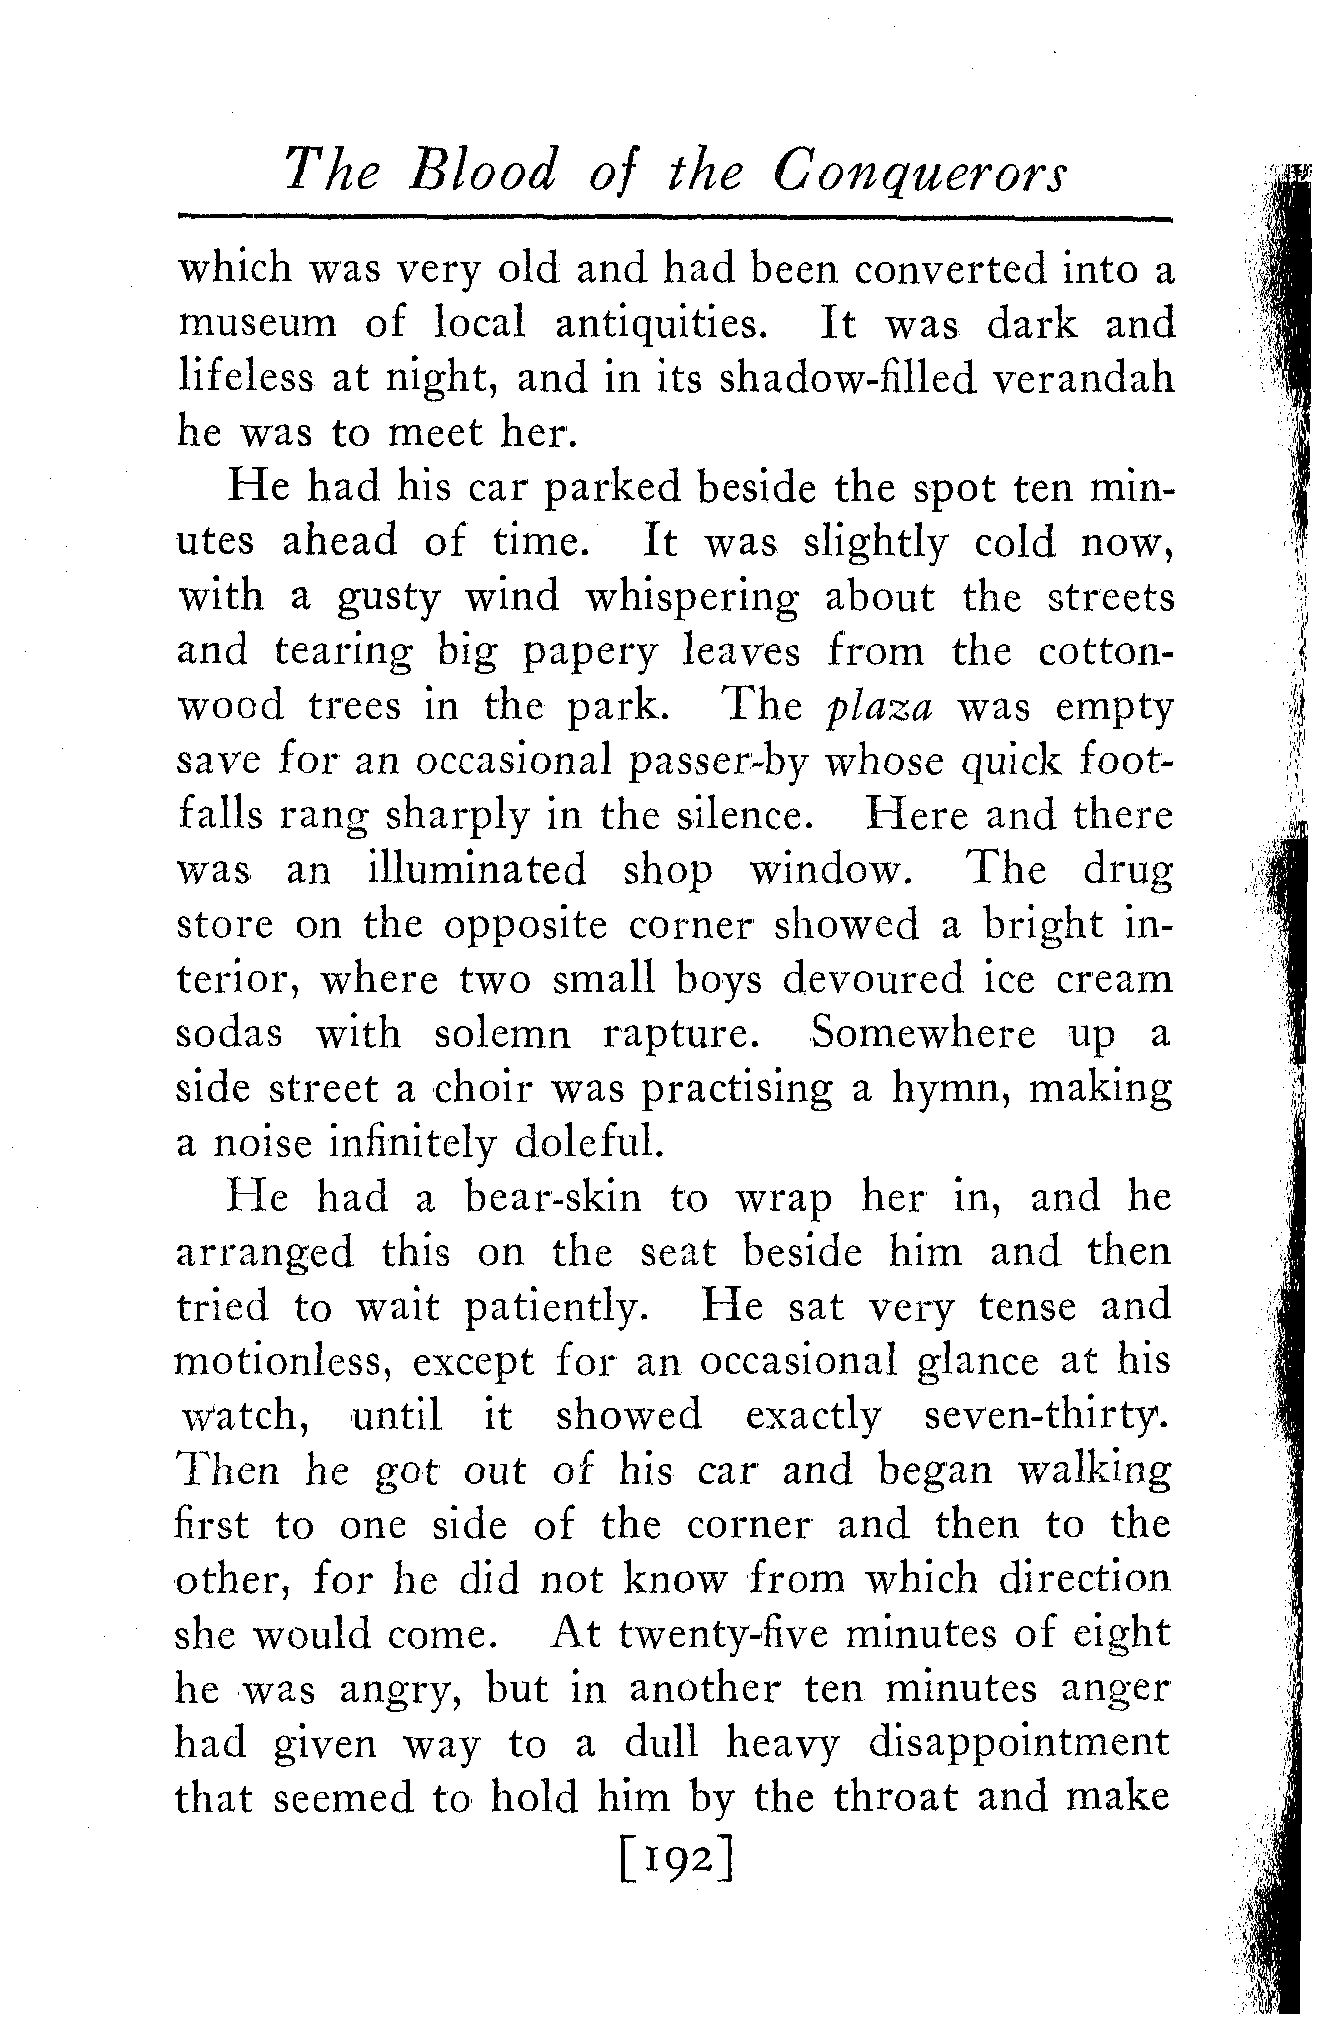 The Blood of the Conquerors
which was very old and had been converted into a
museum of local antiquities. It was dark and
lifeless at night, and in its shadow-filled verandah
he was to meet her.
He had his car parked beside the spot ten min-
utes ahead of time. It was slightly cold now,
with a gusty wind whispering about the streets
and tearing big papery leaves from the cotton-
wood trees in the park. The plaza was empty
save for an occasional passer-by whose quick foot-
falls rang sharply in the silence. Here and there
was an illuminated shop window. The drug
store on the opposite corner showed a bright in-
terior, where two small boys devoured ice cream
sodas with solemn rapture. Somewhere up a
side street a choir was practising a hymn, making
a noise infinitely doleful.
He had a bear-skin to wrap her in, and he
arranged this on the seat beside him and then
tried to wait patiently. He sat very tense and
motionless, except for an occasional glance at his
watch, until it showed exactly seven-thirty.
Then he got out of his car and began walking
first to one side of the corner and then to the
other, for he did not know from which direction
she would come. At twenty-five minutes of eight
he was angry, but in another ten minutes anger
had given way to a dull heavy disappointment
that seemed to hold him by the throat and make
[192]